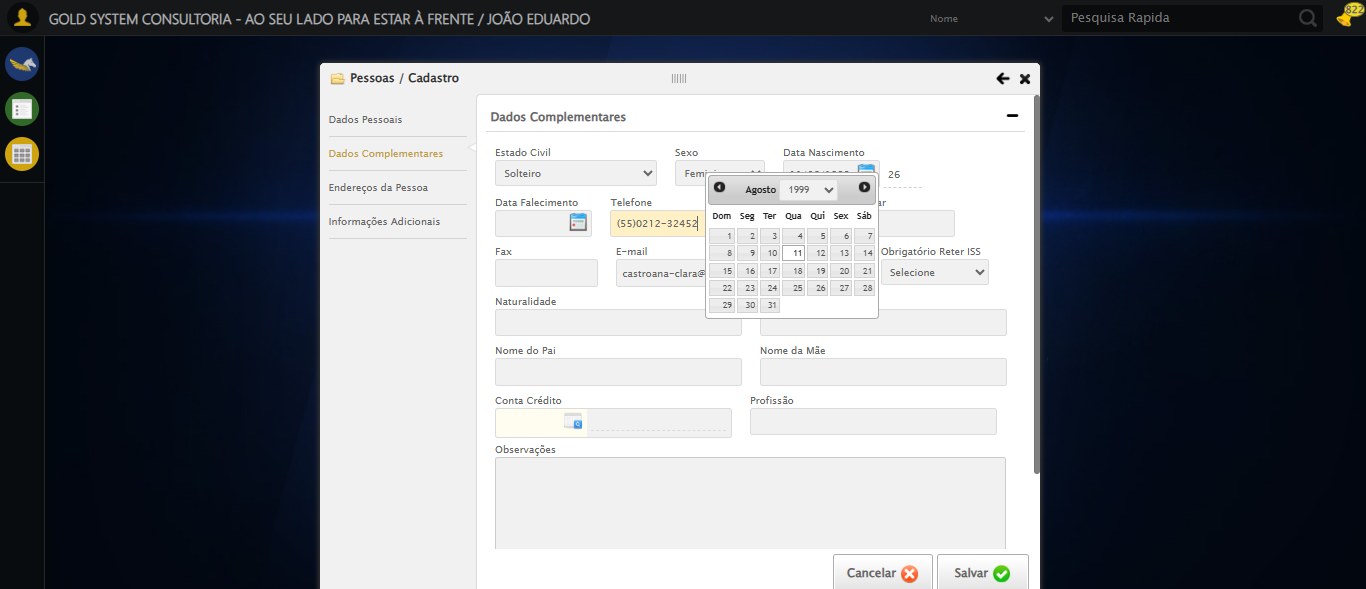 GOLD SYSTEM CONSULTORIA - AO SEU LADO PARA ESTAR À FRENTE / JOÃO EDUARDO
Nome
Pesquisa Rapida
822
Pessoas / Cadastro
Dados Pessoais
Dados Complementares
Endereços da Pessoa
Informações Adicionais
Dados Complementares
Estado Civil Sexo Data Nascimento
Solteiro 26
Data Falecimento Telefone
(55)0212-32452
Agosto 1999
Dom Seg Ter Qua Qui Sex Sáb
1 2 3 4 5 6 7
8 9 10 11 12 13 14
15 16 17 18 19 20 21
22 23 24 25 26 27 28
29 30 31
Fax E-mail Obrigatório Reter ISS
castroana-clara@ Selecione
Naturalidade
Nome do Pai Nome da Mãe
Conta Crédito Profissão
Observações
Cancelar Salvar